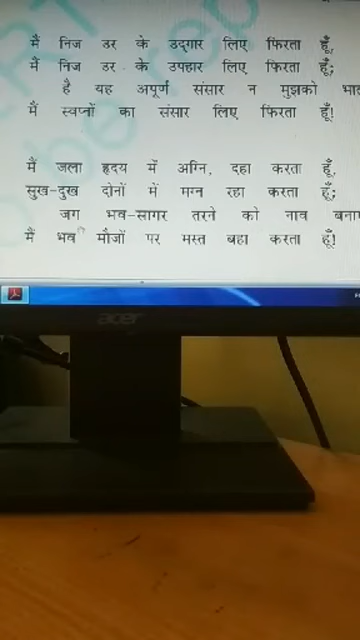 मैं निज उर के उद्गार लिए फिरता हूँ,
मैं निज उर के उपहार लिए फिरता हूँ;
है यह अपूर्ण संसार न मुझको
मैं स्वप्नों का संसार लिए फिरता हूँ!
मैं जला हृदय में अग्नि, दहा करता हूँ,
सुख-दुख दोनों में मग्न रहा करता हूँ;
जग भव-सागर तरने को नाव
मैं भव मौजों पर मस्त बहा करता हूँ!
acer